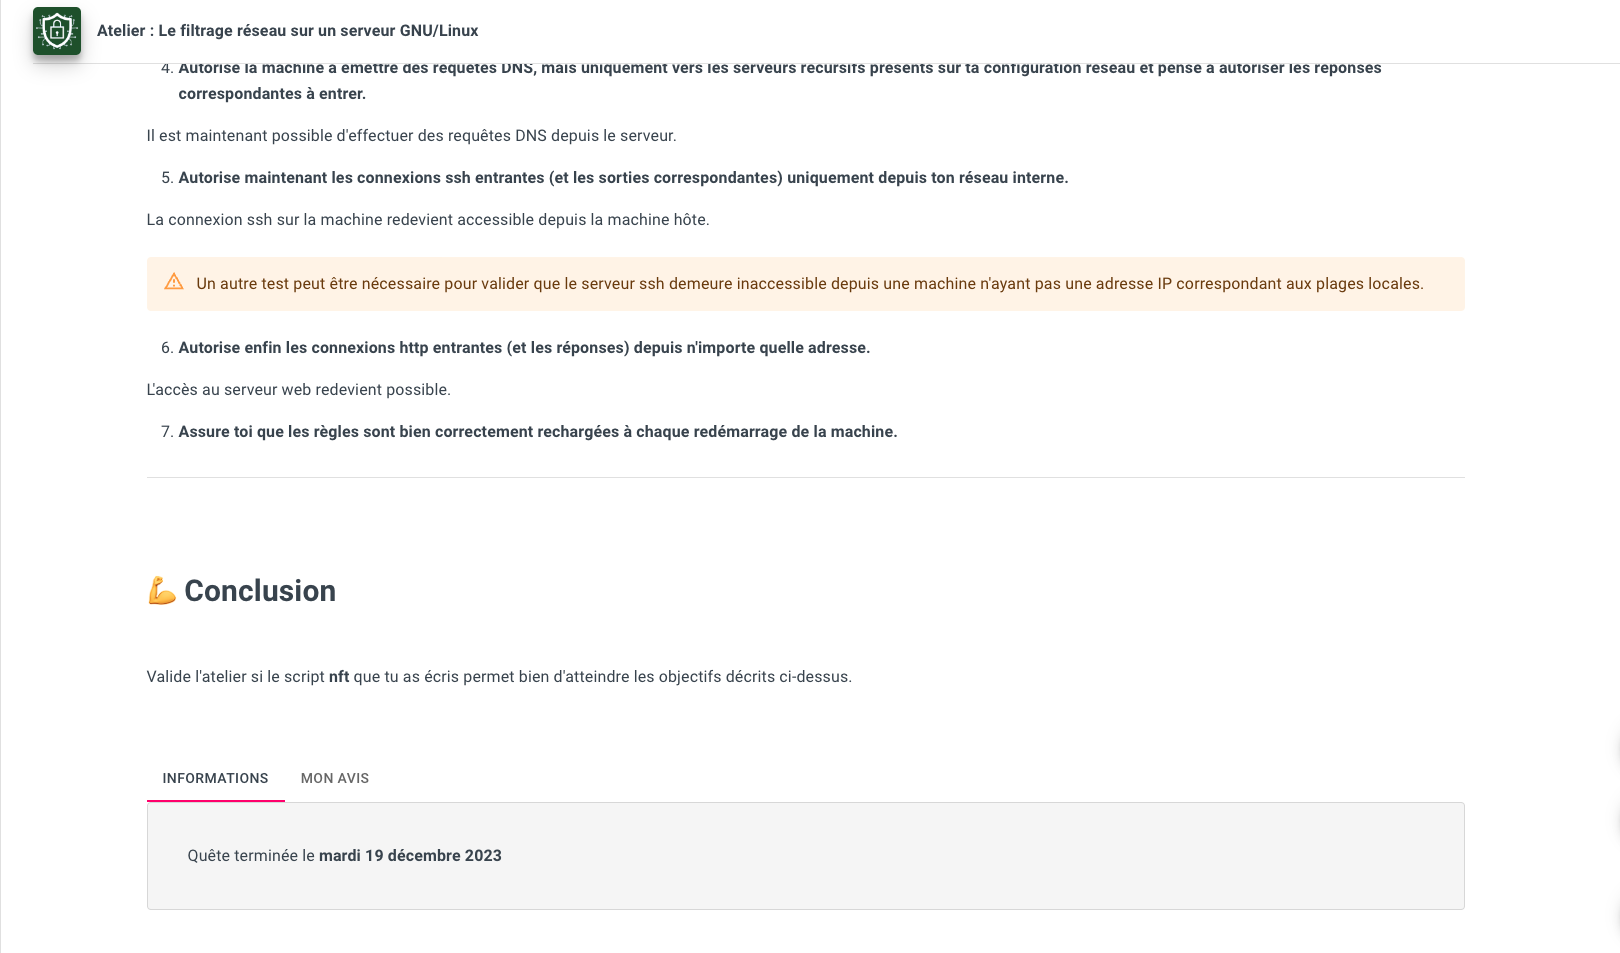 Atelier : Le filtrage réseau sur un serveur GNU/Linux
4. Autorise la machine à émettre des requêtes DNS, mais uniquement vers les serveurs récursifs présents sur ta configuration réseau et pense à autoriser les réponses
correspondantes à entrer.
Il est maintenant possible d'effectuer des requêtes DNS depuis le serveur.
5. Autorise maintenant les connexions ssh entrantes (et les sorties correspondantes) uniquement depuis ton réseau interne.
La connexion ssh sur la machine redevient accessible depuis la machine hôte.
Un autre test peut être nécessaire pour valider que le serveur ssh demeure inaccessible depuis une machine n'ayant pas une adresse IP correspondant aux plages locales.
6. Autorise enfin les connexions http entrantes (et les réponses) depuis n'importe quelle adresse.
L'accès au serveur web redevient possible.
7. Assure toi que les règles sont bien correctement rechargées à chaque redémarrage de la machine.
💪 Conclusion
Valide l'atelier si le script nft que tu as écris permet bien d'atteindre les objectifs décrits ci-dessus.
INFORMATIONS MON AVIS
Quête terminée le mardi 19 décembre 2023